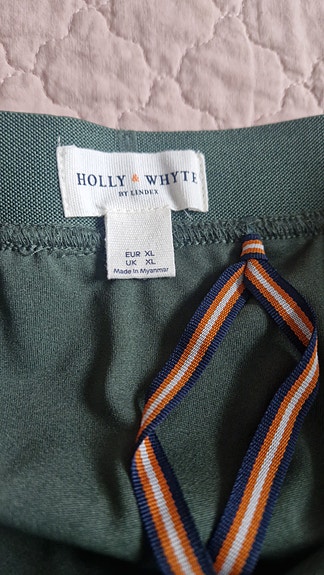 HOLLY & WHYTE
BY LINDEX
EUR XL
UK XL
Made in Myanmar